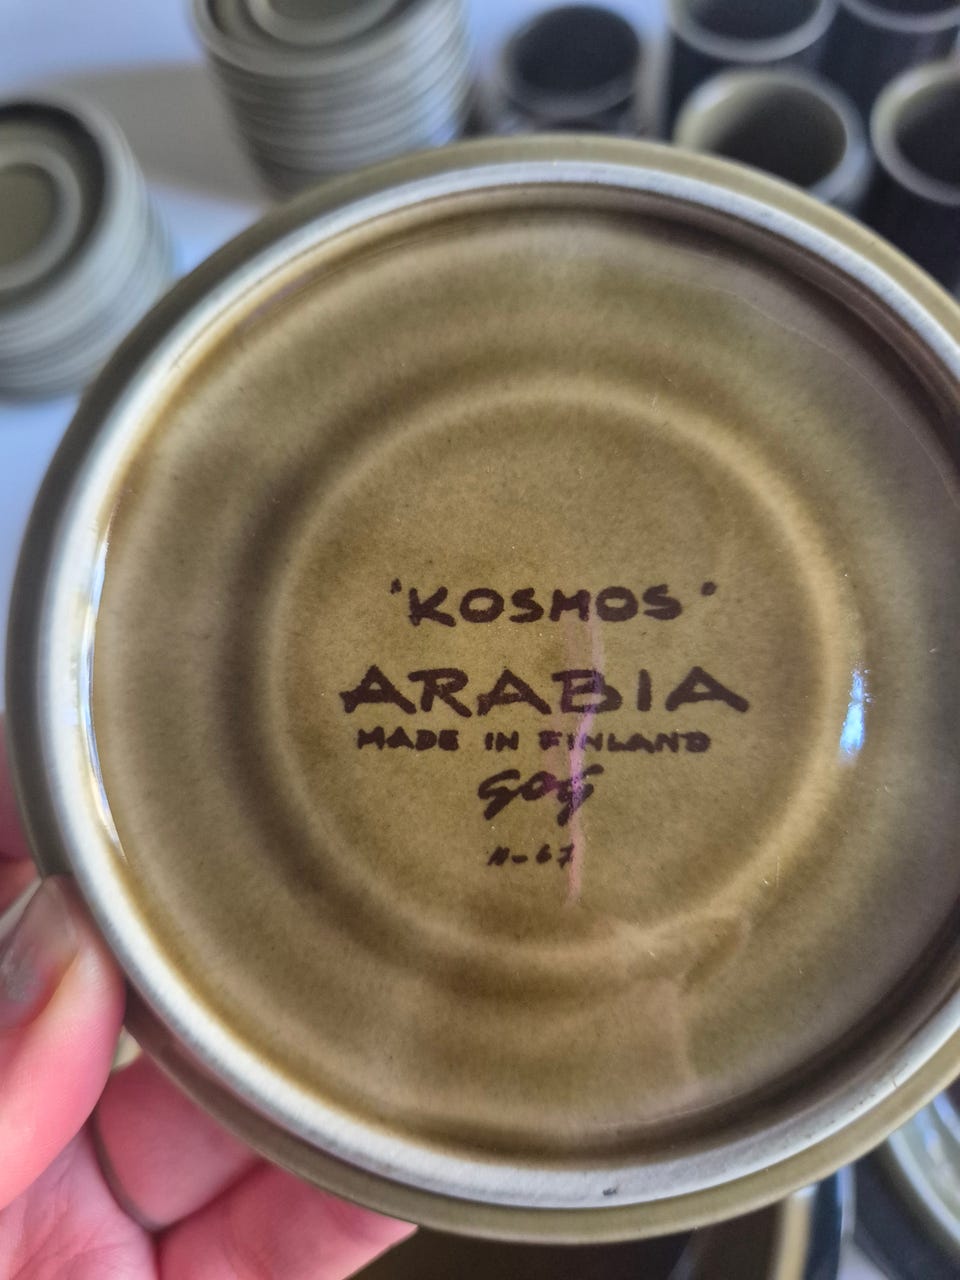 'KOSMOS'
ARABIA
MADE IN FINLAND
GOG
11-67